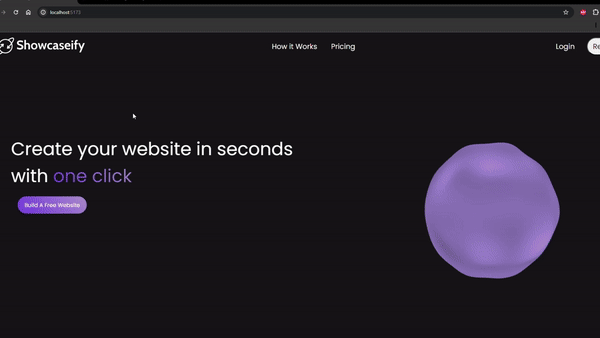 localhost:5173
Showcaseify
How it Works
Pricing
Login
Re
Create your website in seconds
with one click
Build A Free Website